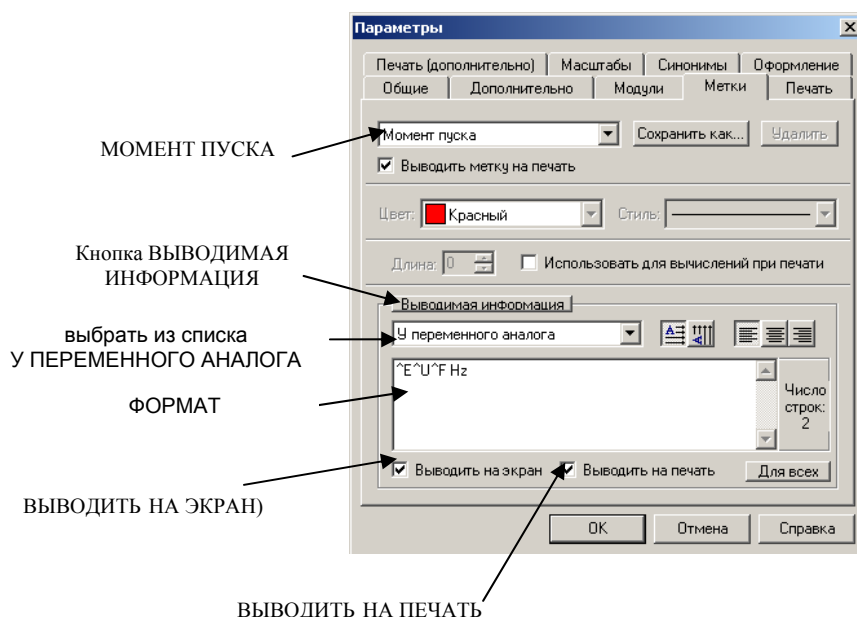 Параметры
Печать (дополнительно) Масштабы Синонимы Оформление
Общие Дополнительно Модули Метки Печать
МОМЕНТ ПУСКА
Момент пуска Сохранить как... Удалить
Выводить метку на печать
Цвет: Красный Стиль:
Кнопка ВЫВОДИМАЯ
ИНФОРМАЦИЯ
Длина: 0 Использовать для вычислений при печати
Выводимая информация
выбрать из списка
У ПЕРЕМЕННОГО АНАЛОГА
У переменного аналога
ФОРМАТ
^E^U^F Hz
Число
строк:
2
Выводить на экран Выводить на печать Для всех
ВЫВОДИТЬ НА ЭКРАН)
OK Отмена Справка
ВЫВОДИТЬ НА ПЕЧАТЬ